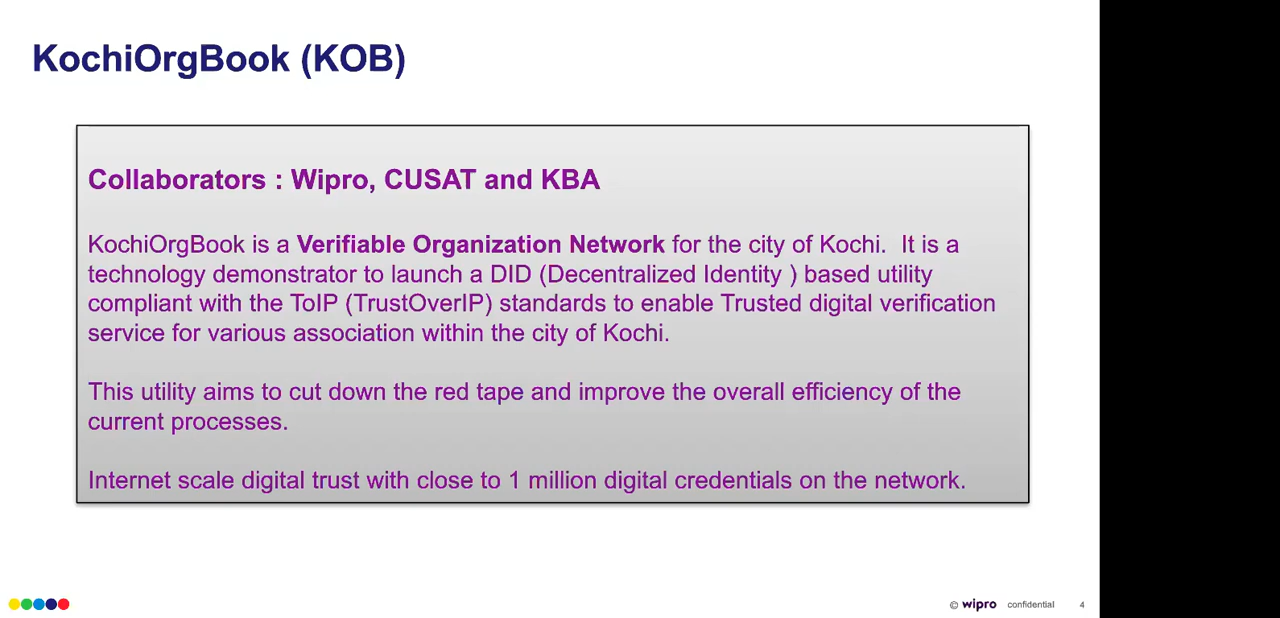 KochiOrgBook (KOB)
Collaborators : Wipro, CUSAT and KBA
KochiOrgBook is a Verifiable Organization Network for the city of Kochi.  It is a
technology demonstrator to launch a DID (Decentralized Identity ) based utility
compliant with the ToIP (TrustOverIP) standards to enable Trusted digital verification
service for various association within the city of Kochi.
This utility aims to cut down the red tape and improve the overall efficiency of the
current processes.
Internet scale digital trust with close to 1 million digital credentials on the network.
© wipro confidential 4